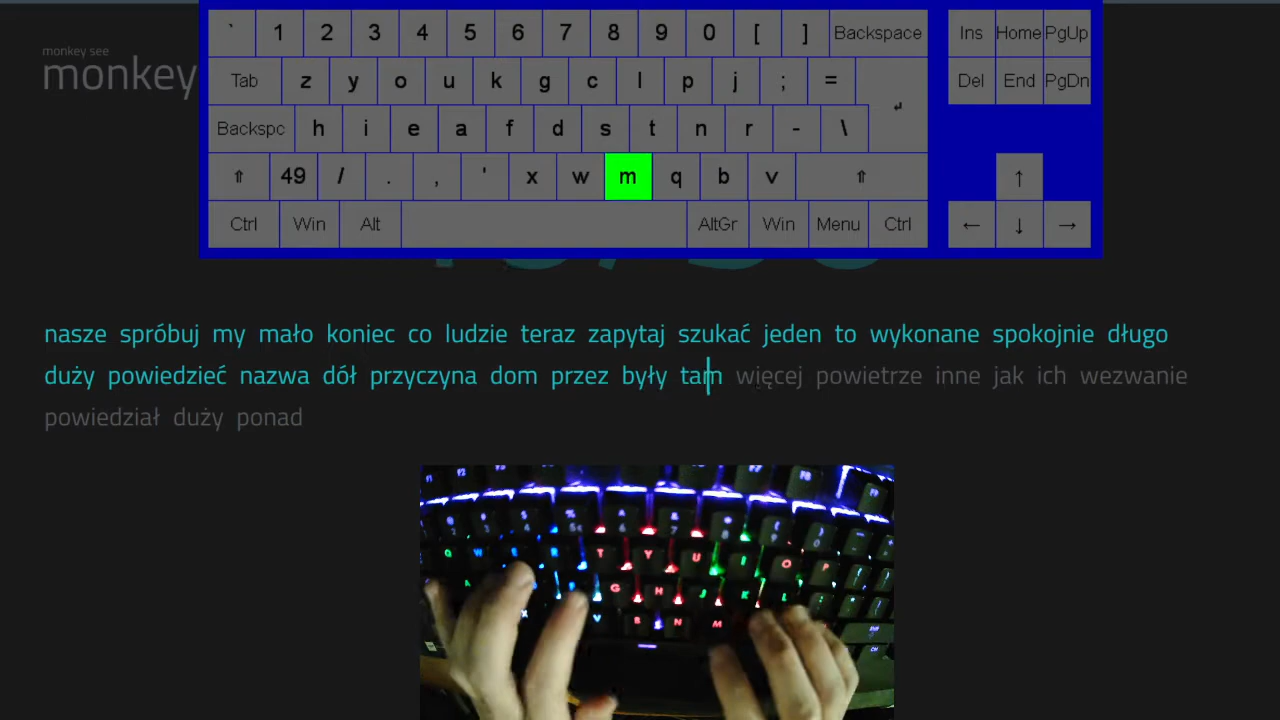 monkey see
monkey
` 1 2 3 4 5 6 7 8 9 0 [ ] Backspace Ins Home PgUp
Tab z y o u k g c l p j ; = ↵ Del End PgDn
Backspc h i e a f d s t n r - \
⇧ 49 / . , ' x w m q b v ⇧ ↑
Ctrl Win Alt AltGr Win Menu Ctrl ← ↓ →
nasze spróbuj my mało koniec co ludzie teraz zapytaj szukać jeden to wykonane spokojnie długo
duży powiedzieć nazwa dół przyczyna dom przez były tam więcej powietrze inne jak ich wezwanie
powiedział duży ponad